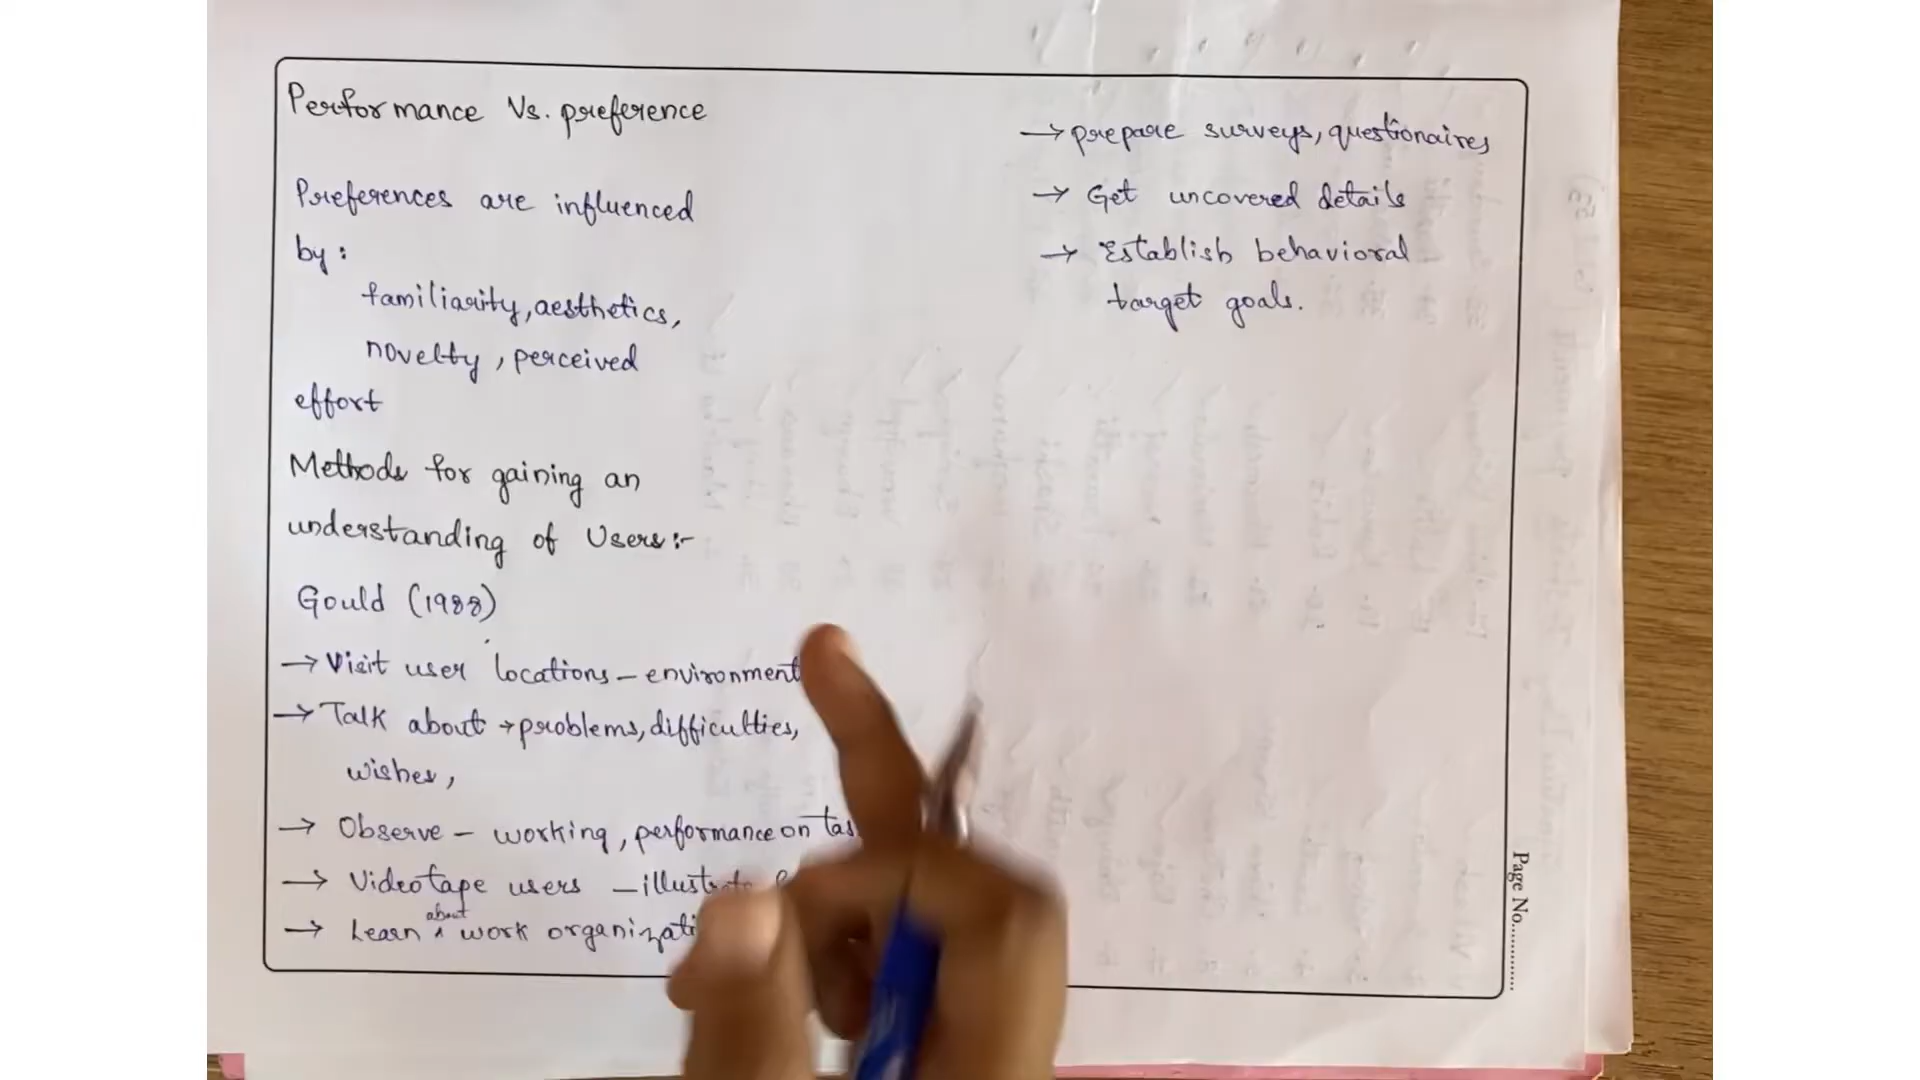 Performance Vs. preference
Preferences are influenced
by:
familiarity, aesthetics,
novelty, perceived
effort
Methods for gaining an
understanding of Users:-
Gould (1988)
→ Visit user locations - environment
→ Talk about → problems, difficulties,
wishes,
→ Observe - working, performance on
→ Videotape users -
→ Learn about work
→ prepare surveys, questionaires
→ Get uncovered details
→ Establish behavioral
target goals.
Page No.............